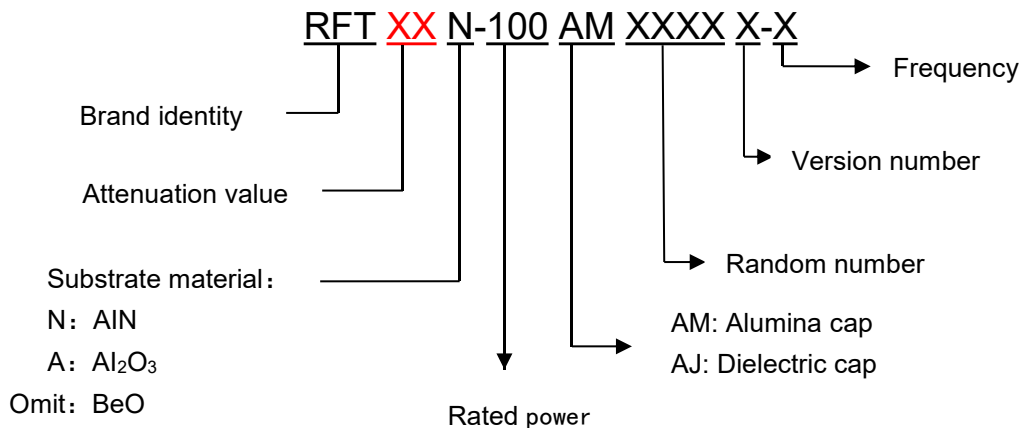 RFT XX N-100 AM XXXX X-X
Frequency
Brand identity
Version number
Attenuation value
Random number
Substrate material：
N：AlN
A：Al₂O₃
Omit：BeO
AM: Alumina cap
AJ: Dielectric cap
Rated power